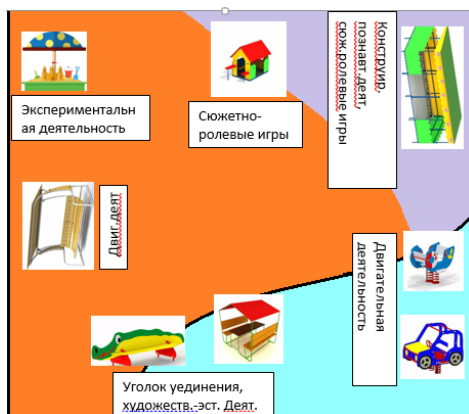 Экспериментальн
ая деятельность
Сюжетно-
ролевые игры
Конструир,
познавт.деят,
сюж.ролевые игры
Двиг.деят
Двигательная
деятельность
Уголок уединения,
художеств.-эст. Деят.